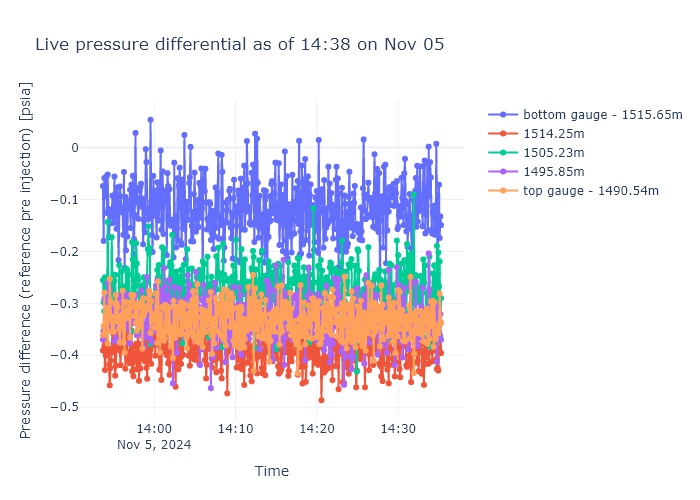 Live pressure differential as of 14:38 on Nov 05
Pressure difference (reference pre injection) [psia]
0
−0.1
−0.2
−0.3
−0.4
−0.5
14:00
Nov 5, 2024
14:10
14:20
14:30
Time
bottom gauge - 1515.65m
1514.25m
1505.23m
1495.85m
top gauge - 1490.54m